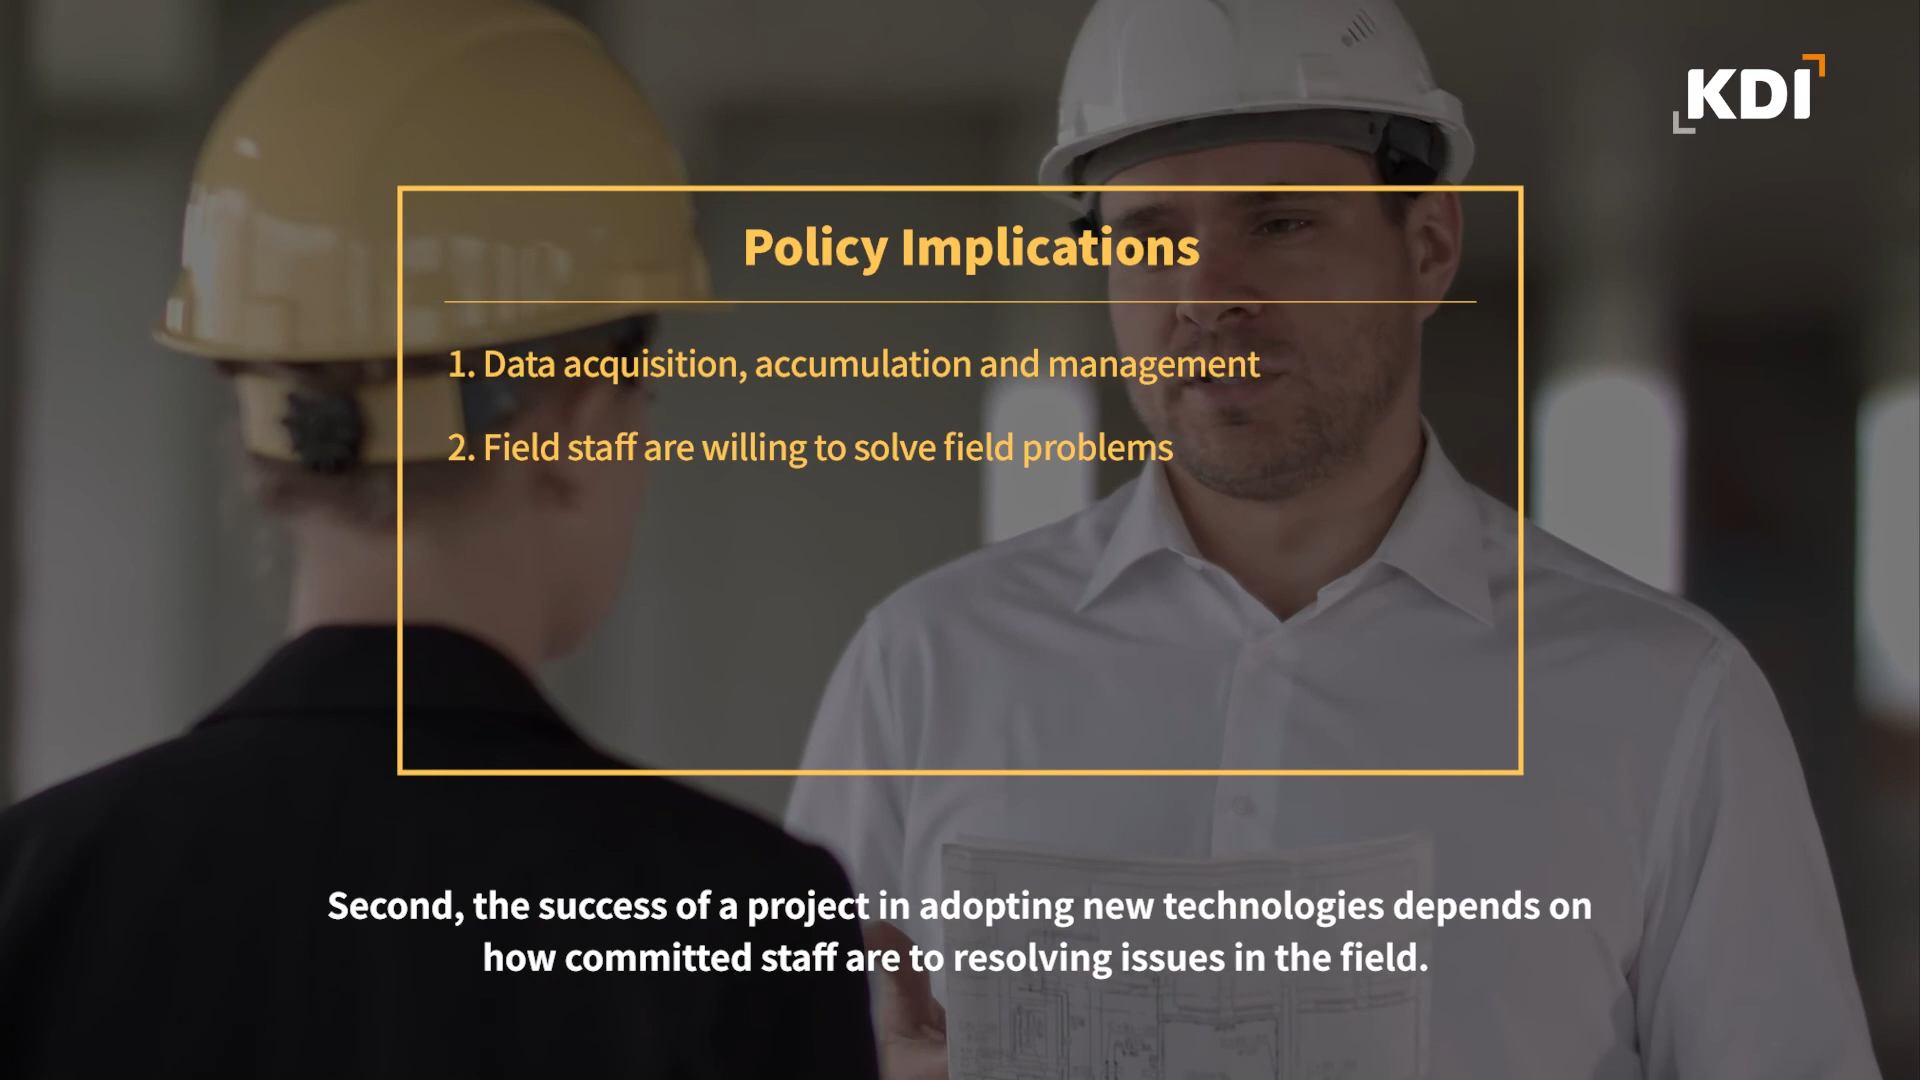 KDI
Policy Implications
1. Data acquisition, accumulation and management
2. Field staff are willing to solve field problems
Second, the success of a project in adopting new technologies depends on
how committed staff are to resolving issues in the field.